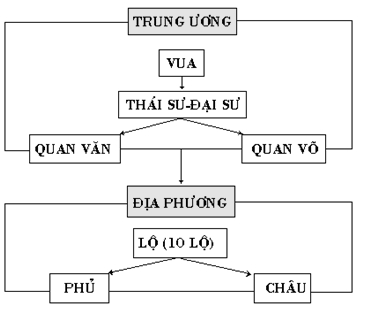 TRUNG ƯƠNG
VUA
THÁI SƯ-ĐẠI SƯ
QUAN VĂN
QUAN VÕ
ĐỊA PHƯƠNG
LỘ (10 LỘ)
PHỦ
CHÂU